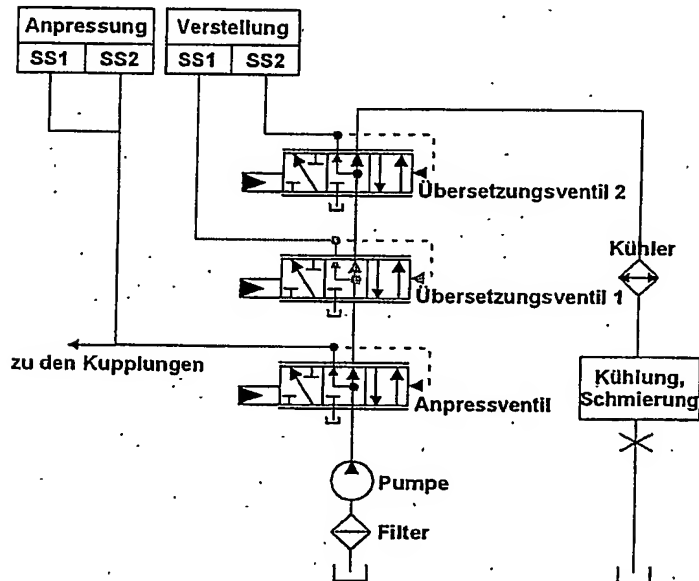 Anpressung
SS1 SS2
Verstellung
SS1 SS2
Übersetzungsventil 2
Kühler
Übersetzungsventil 1
zu den Kupplungen
Kühlung,
Schmierung
Anpressventil
Pumpe
Filter